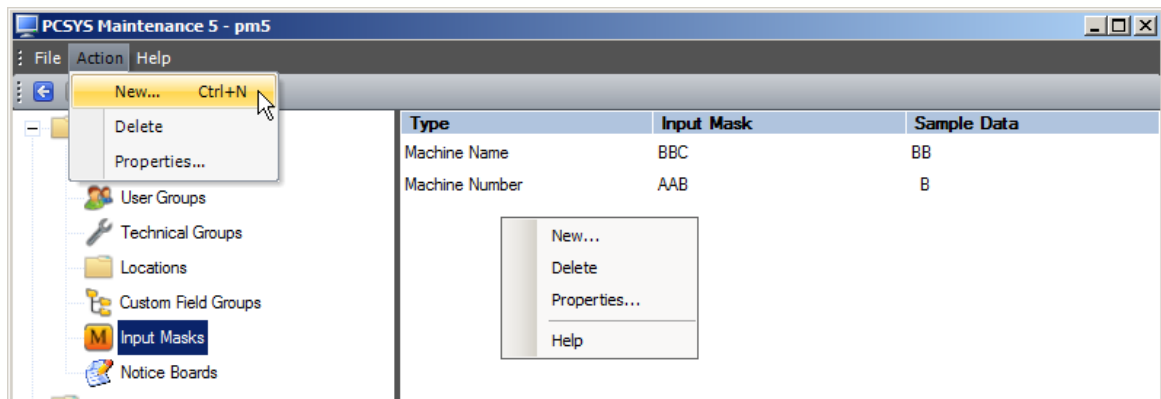 PCSYS Maintenance 5 - pm5
File Action Help
New... Ctrl+N
Delete
Properties...
User Groups
Technical Groups
Locations
Custom Field Groups
M Input Masks
Notice Boards
Type Input Mask Sample Data
Machine Name BBC BB
Machine Number AAB B
New...
Delete
Properties...
Help